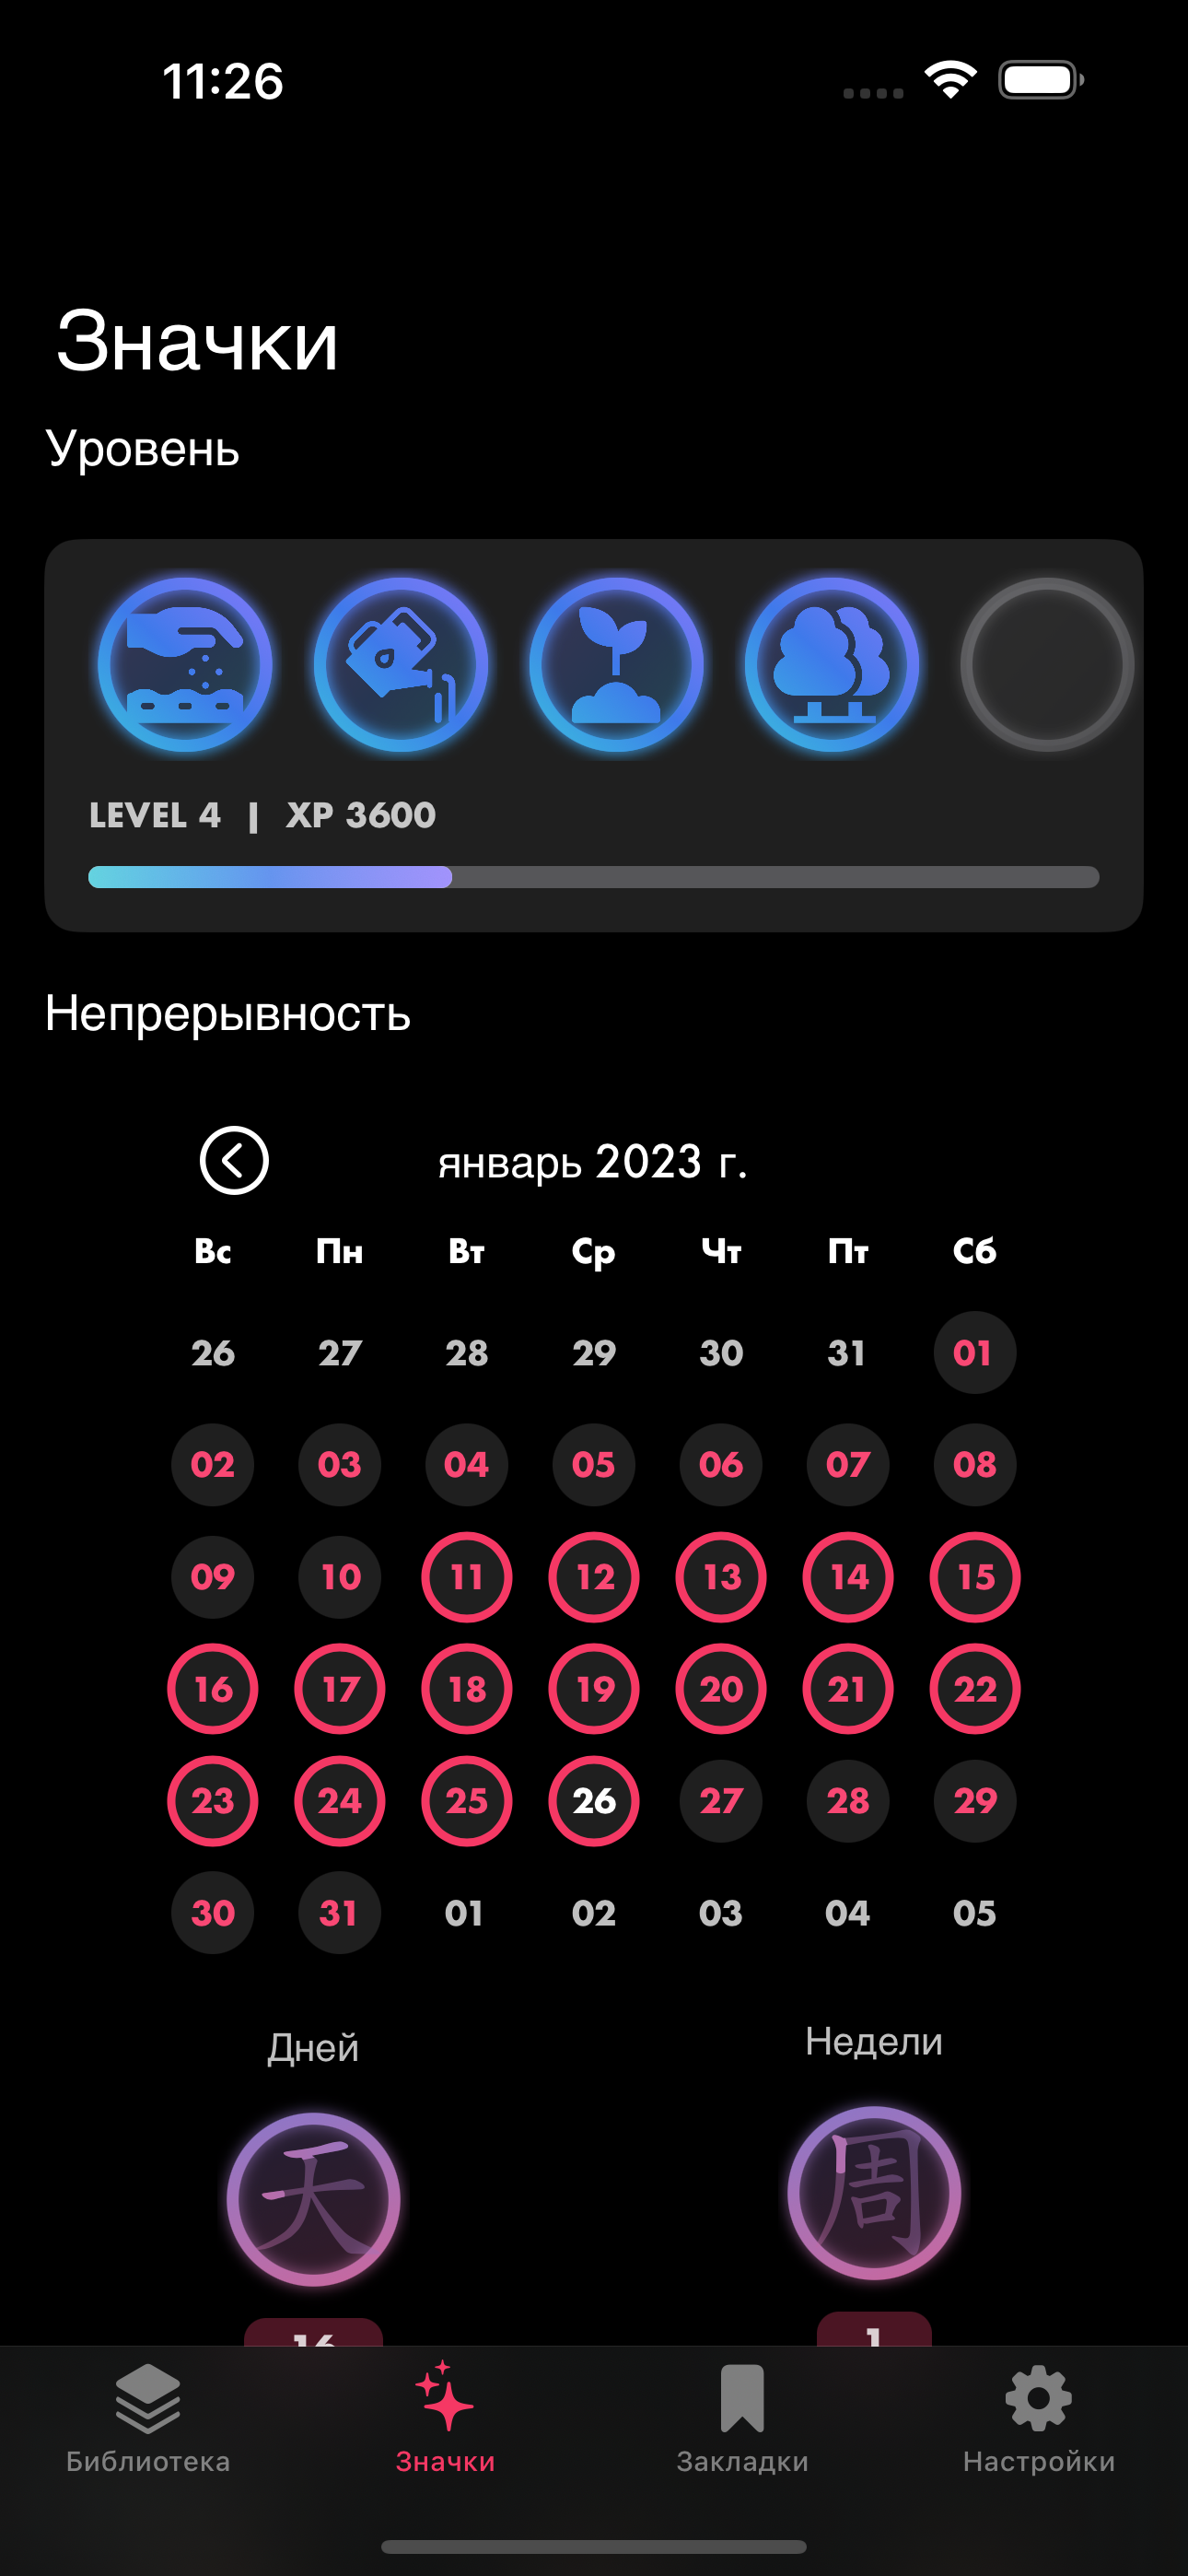 11:26
Значки
Уровень
LEVEL 4 | XP 3600
Непрерывность
январь 2023 г.
Вс Пн Вт Ср Чт Пт Сб
26 27 28 29 30 31 01
02 03 04 05 06 07 08
09 10 11 12 13 14 15
16 17 18 19 20 21 22
23 24 25 26 27 28 29
30 31 01 02 03 04 05
Дней Недели
天 周
16 1
Библиотека Значки Закладки Настройки